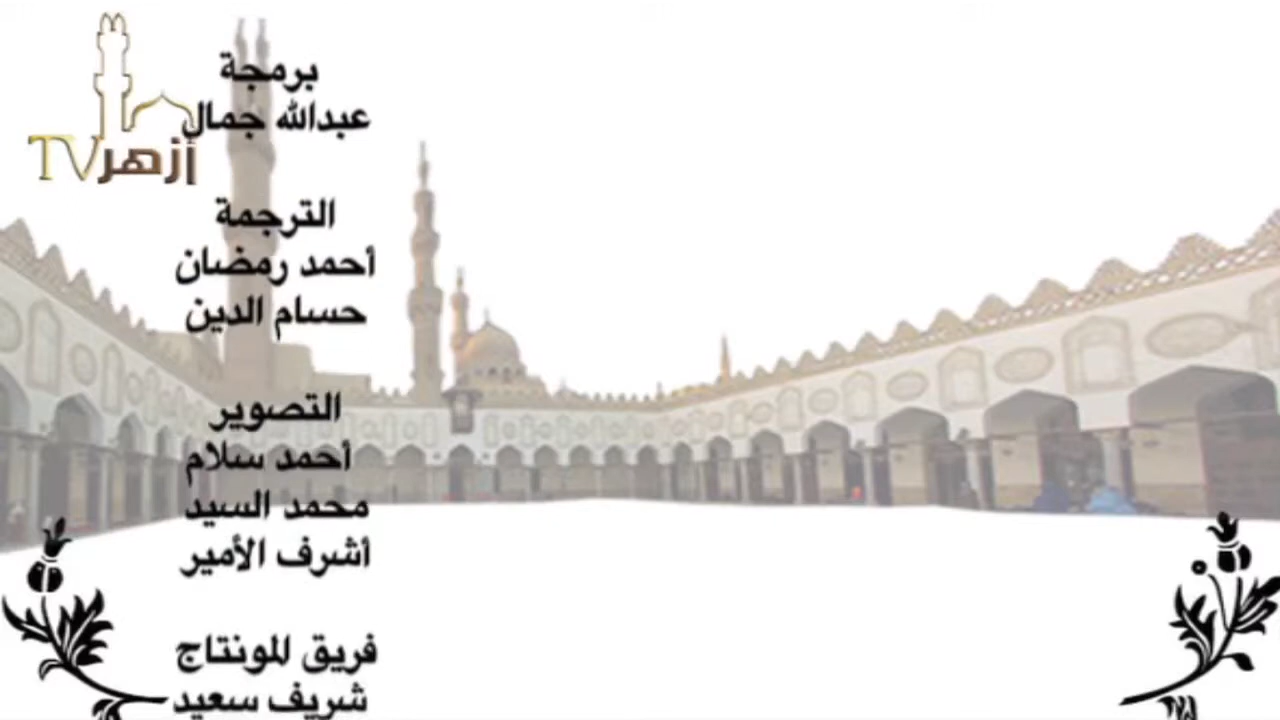 أزهر TV
برمجة
عبدالله جمال
الترجمة
أحمد رمضان
حسام الدين
التصوير
أحمد سلام
محمد السيد
أشرف الأمير
فريق المونتاج
شريف سعيد